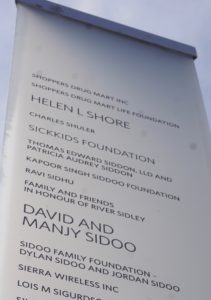 SHOPPERS DRUG MART INC
SHOPPERS DRUG MART LIFE FOUNDATION
HELEN L SHORE
CHARLES SHULER
SICKKIDS FOUNDATION
THOMAS EDWARD SIDDON, LLD AND
PATRICIA AUDREY SIDDON
KAPOOR SINGH SIDDOO FOUNDATION
RAVI SIDHU
FAMILY AND FRIENDS
IN HONOUR OF RIVER SIDLEY
DAVID AND
MANJY SIDOO
SIDOO FAMILY FOUNDATION –
DYLAN SIDOO AND JORDAN SIDOO
SIERRA WIRELESS INC
LOIS M SIGURDS